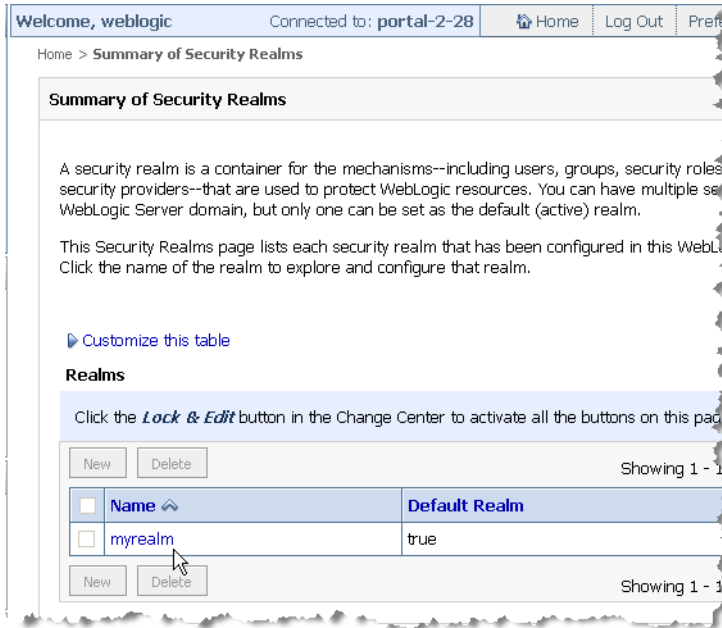 Welcome, weblogic Connected to: portal-2-28 Home Log Out
Home > Summary of Security Realms
Summary of Security Realms
A security realm is a container for the mechanisms--including users, groups, security roles
security providers--that are used to protect WebLogic resources. You can have multiple
WebLogic Server domain, but only one can be set as the default (active) realm.
This Security Realms page lists each security realm that has been configured in this
Click the name of the realm to explore and configure that realm.
Customize this table
Realms
Click the Lock & Edit button in the Change Center to activate all the buttons on this
New Delete Showing 1 -
Name Default Realm
myrealm true
New Delete Showing 1 -